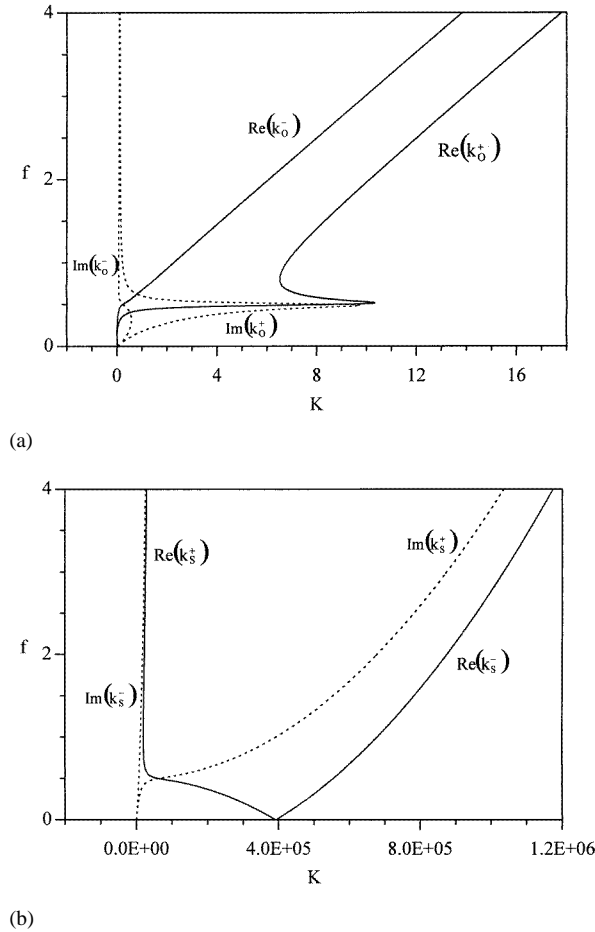 4
Re(k_o^-)
Re(k_o^+)
f
2
Im(k_o^-)
Im(k_o^+)
0
0 4 8 12 16
K
(a)
4
Re(k_s^+)
Im(k_s^+)
f
2
Re(k_s^-)
Im(k_s^-)
0
0.0E+00 4.0E+05 8.0E+05 1.2E+06
K
(b)